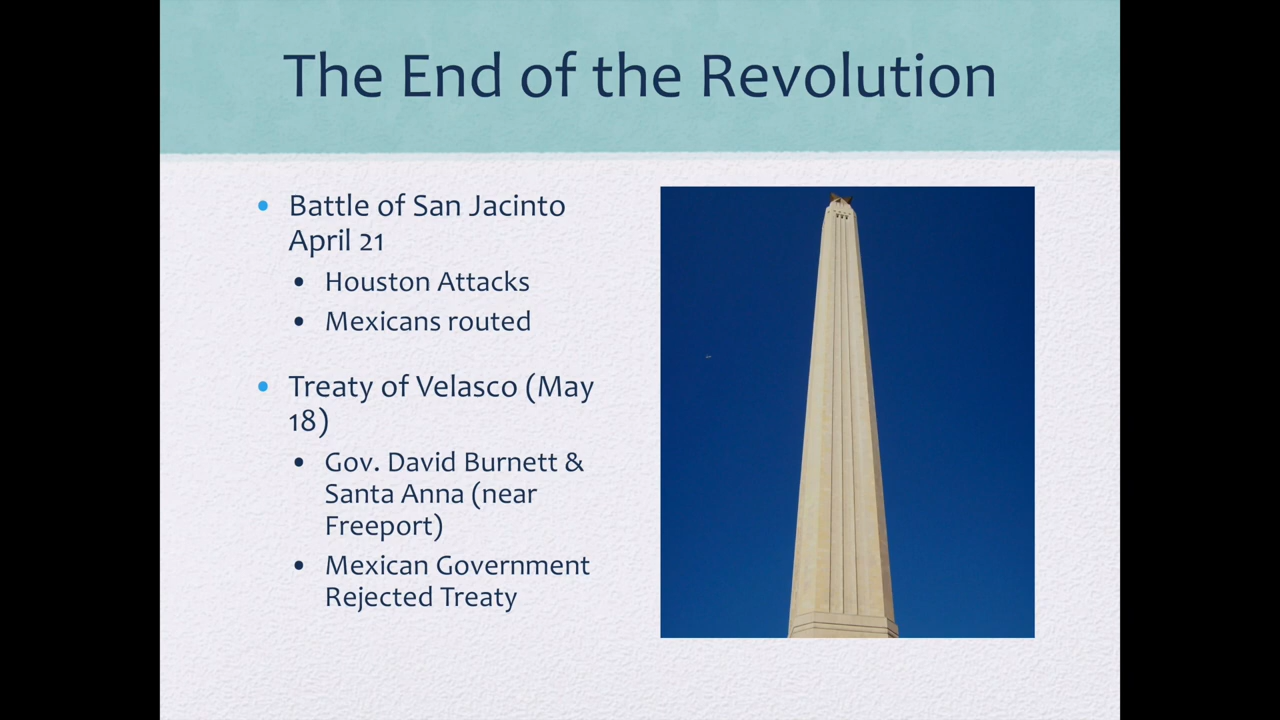 The End of the Revolution
Battle of San Jacinto
April 21
Houston Attacks
Mexicans routed
Treaty of Velasco (May
18)
Gov. David Burnett &
Santa Anna (near
Freeport)
Mexican Government
Rejected Treaty